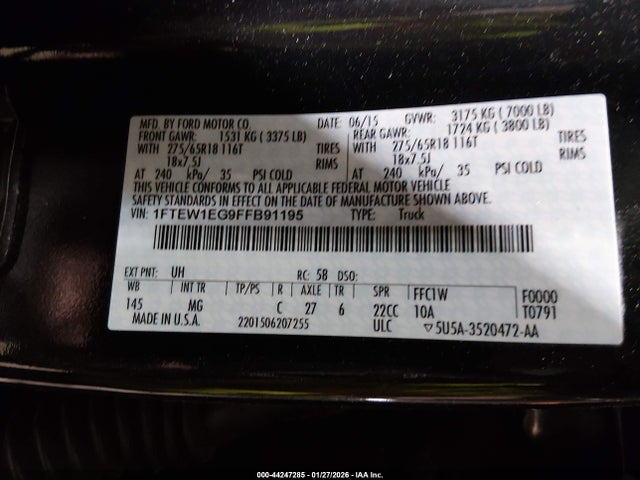 MFD. BY FORD MOTOR CO. DATE: 06/15 GVWR: 3175 KG ( 7000 LB)
FRONT GAWR: 1531 KG ( 3375 LB) REAR GAWR: 1724 KG ( 3800 LB)
WITH 275/65R18 116T TIRES WITH 275/65R18 116T TIRES
18x7.5J RIMS 18x7.5J RIMS
AT 240 kPa/ 35 PSI COLD AT 240 kPa/ 35 PSI COLD
THIS VEHICLE CONFORMS TO ALL APPLICABLE FEDERAL MOTOR VEHICLE
SAFETY STANDARDS IN EFFECT ON THE DATE OF MANUFACTURE SHOWN ABOVE.
VIN: 1FTEW1EG9FFB91195 TYPE: Truck
EXT PNT: UH RC: 58 DSO:
WB INT TR TP/PS R AXLE TR SPR FFC1W F0000
145 MG C 27 6 22CC 10A T0791
MADE IN U.S.A. 2201506207255 ULC ▽5U5A-3520472-AA
000-44247285 - 01/27/2026 - IAA Inc.